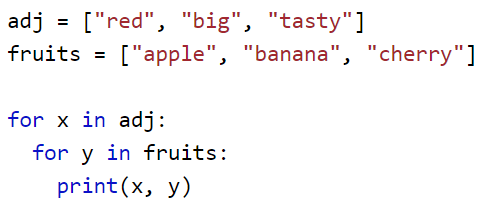 adj = ["red", "big", "tasty"]
fruits = ["apple", "banana", "cherry"]

for x in adj:
  for y in fruits:
    print(x, y)